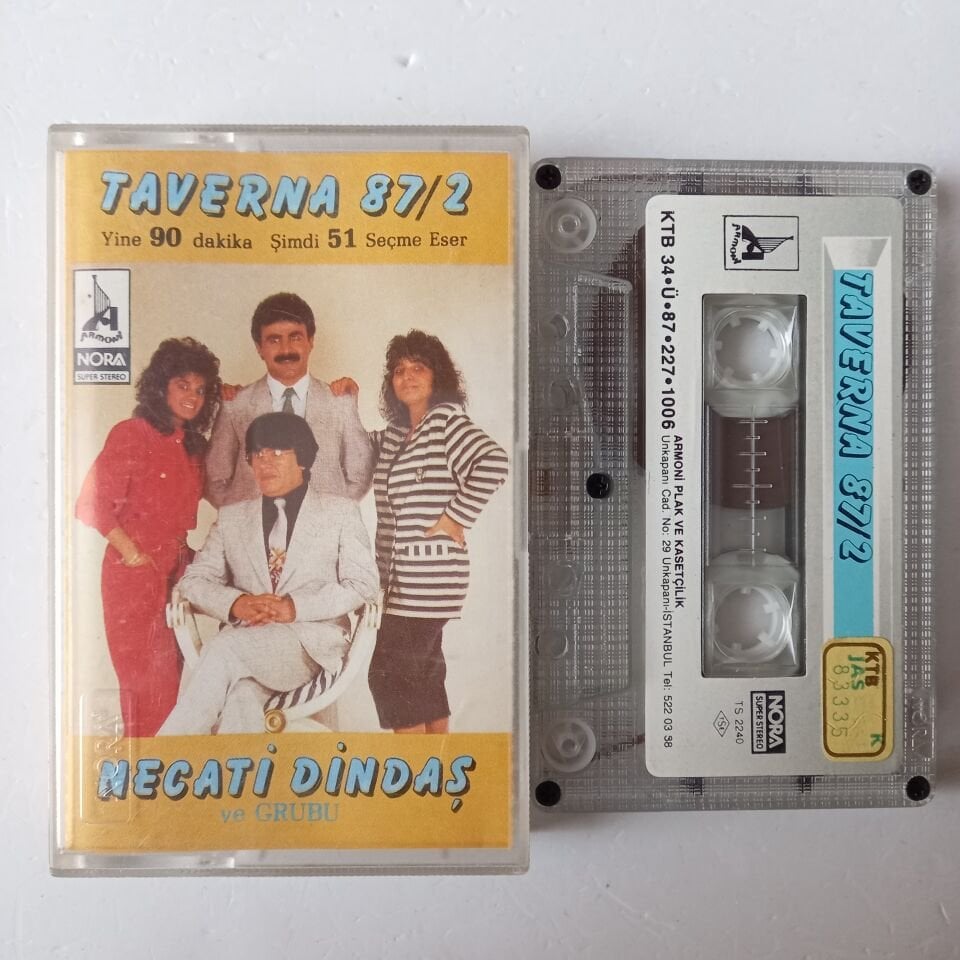 TAVERNA 87/2
Yine 90 dakika Şimdi 51 Seçme Eser
ARMONİ
NORA
SUPER STEREO
NECATİ DİNDAŞ
ve GRUBU
ARMONİ
TAVERNA 87/2
KTB 34•Ü•87•227•1006
ARMONİ PLAK VE KASETÇİLİK
Unkapanı Cad. No: 29 Unkapanı-İSTANBUL Tel: 522 03 38
NORA
SUPER STEREO
TS 2240
TSE
KTB
JAS K
83335